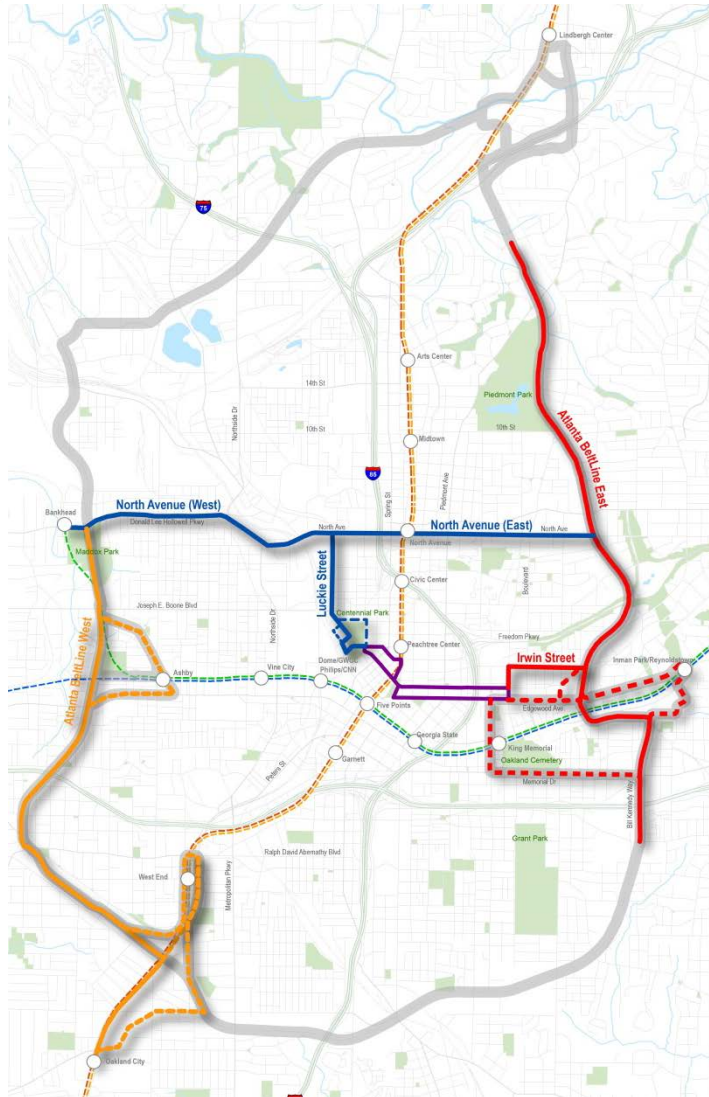 Lindbergh Center
75
Arts Center
14th St
Piedmont Park
Northside Dr
10th St
10th St
Midtown
Atlanta BeltLine East
85
Piedmont Ave
Spring St
North Avenue (West)
Bankhead
Donald Lee Hollowell Pkwy
North Ave
North Avenue (East)
North Ave
North Avenue
Maddox Park
Luckie Street
Civic Center
Boulevard
Joseph E. Boone Blvd
Northside Dr
Centennial Park
Freedom Pkwy
Peachtree Center
Irwin Street
Inman Park/Reynoldstown
Atlanta BeltLine West
Ashby
Vine City
Dome/GWCC
Philips/CNN
Five Points
Edgewood Ave
Georgia State
King Memorial
Garnett
Peters St
Oakland Cemetery
Memorial Dr
Bill Kennedy Way
Grant Park
Ralph David Abernathy Blvd
West End
Metropolitan Pkwy
Oakland City